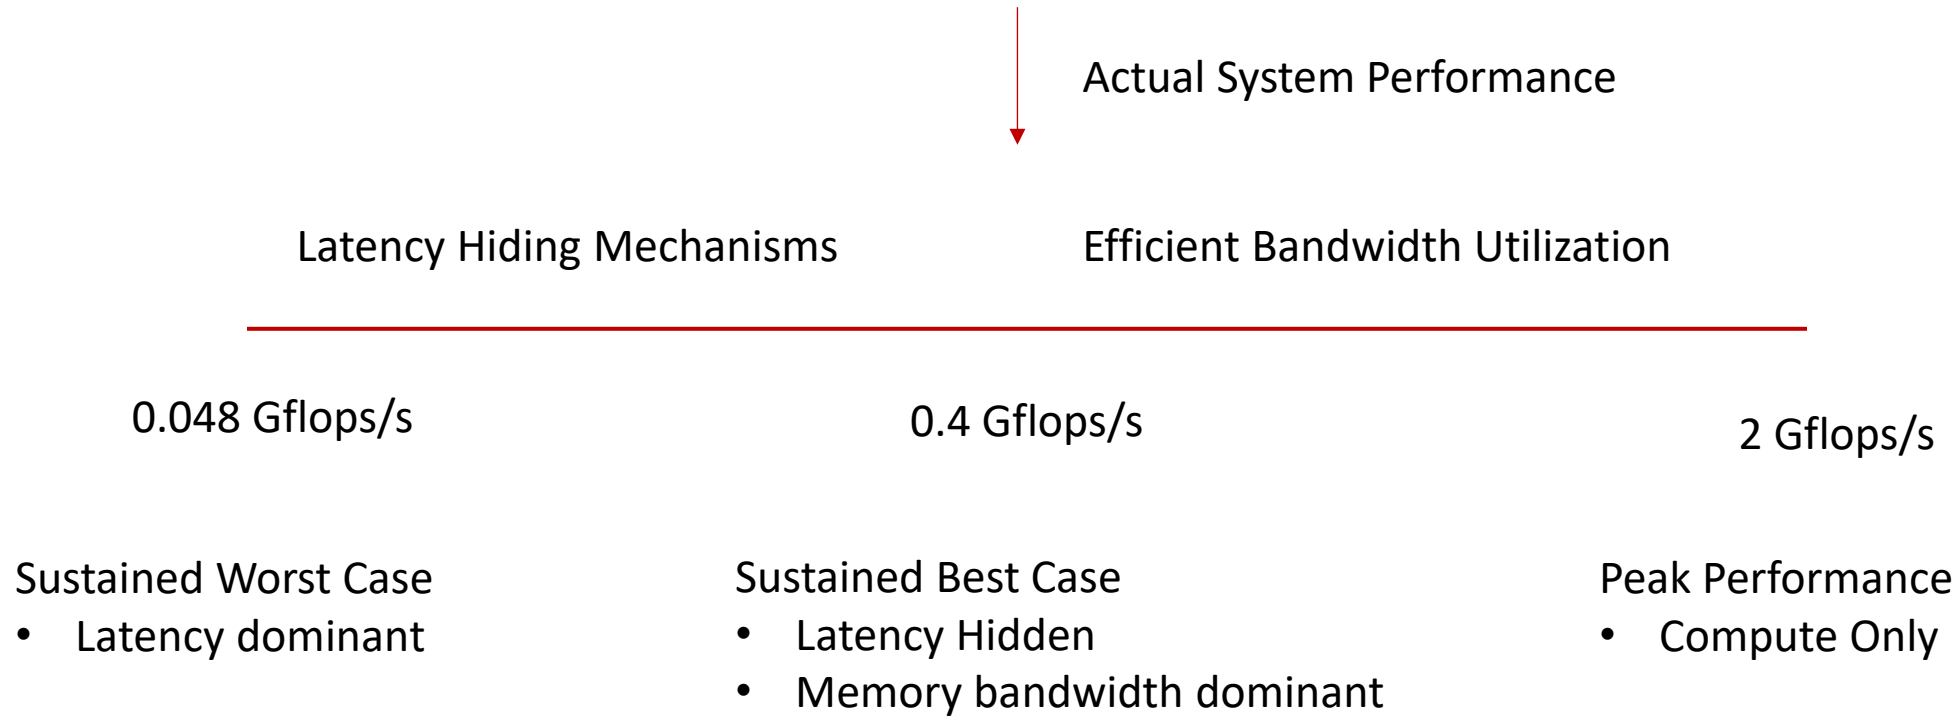 Actual System Performance
Latency Hiding Mechanisms
Efficient Bandwidth Utilization
0.048 Gflops/s
0.4 Gflops/s
2 Gflops/s
Sustained Worst Case
• Latency dominant
Sustained Best Case
• Latency Hidden
• Memory bandwidth dominant
Peak Performance
• Compute Only